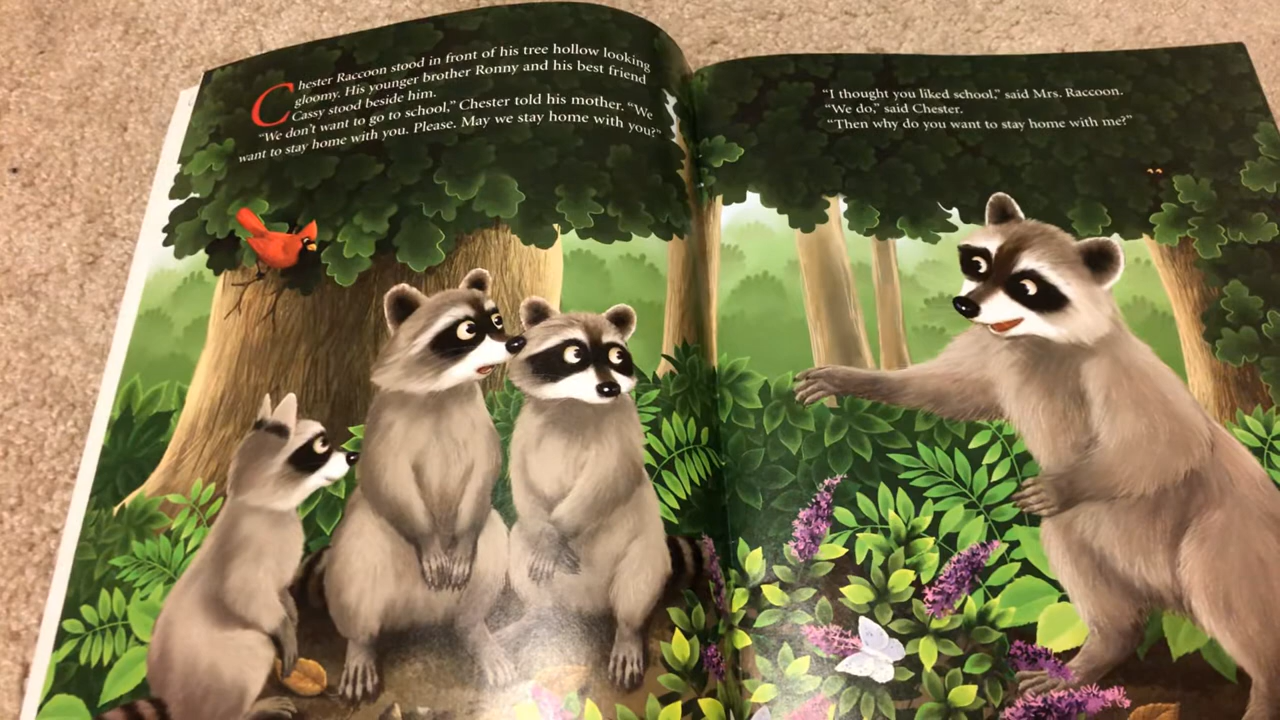 Chester Raccoon stood in front of his tree hollow looking
gloomy. His younger brother Ronny and his best friend
Cassy stood beside him.
“We don’t want to go to school,” Chester told his mother. “We
want to stay home with you. Please. May we stay home with you?”
“I thought you liked school,” said Mrs. Raccoon.
“We do,” said Chester.
“Then why do you want to stay home with me?”